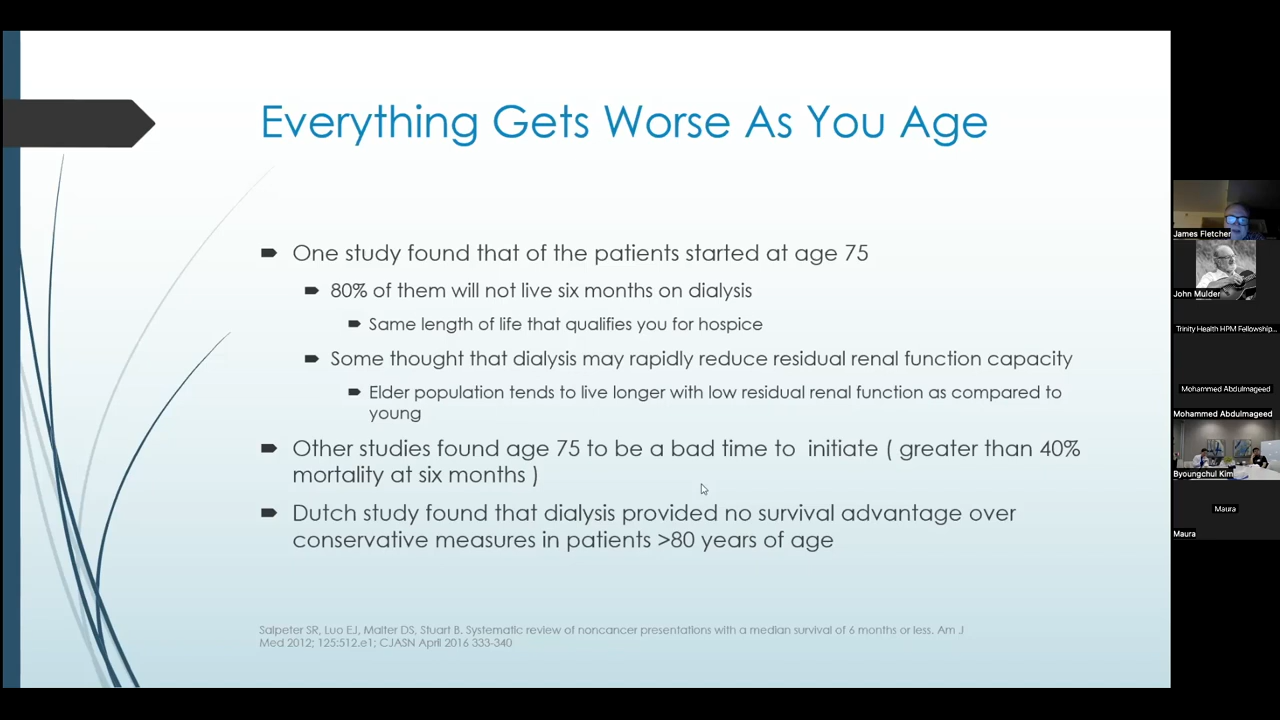 Everything Gets Worse As You Age
One study found that of the patients started at age 75
80% of them will not live six months on dialysis
Same length of life that qualifies you for hospice
Some thought that dialysis may rapidly reduce residual renal function capacity
Elder population tends to live longer with low residual renal function as compared to
young
Other studies found age 75 to be a bad time to initiate ( greater than 40%
mortality at six months )
Dutch study found that dialysis provided no survival advantage over
conservative measures in patients >80 years of age
Salpeter SR, Luo EJ, Malter DS, Stuart B. Systematic review of noncancer presentations with a median survival of 6 months or less. Am J
Med 2012; 125:512.e1; CJASN April 2016 333-340
James Fletcher
John Mulder
Trinity Health HPM Fellowship...
Mohammed Abdulmageed
Mohammed Abdulmageed
Byoungchul Kim
Maura
Maura